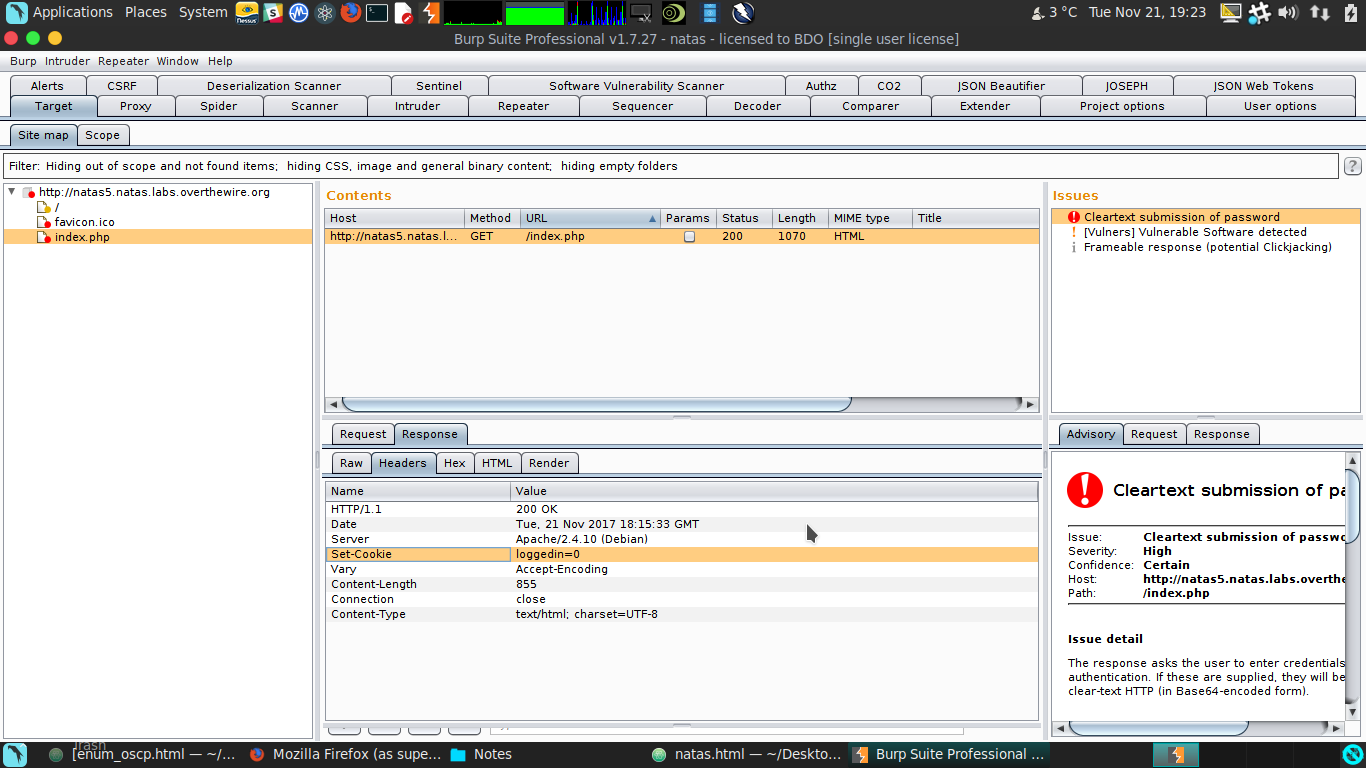 Applications Places System Nessus 3 °C Tue Nov 21, 19:23
Burp Suite Professional v1.7.27 - natas - licensed to BDO [single user license]
Burp Intruder Repeater Window Help
Alerts CSRF Deserialization Scanner Sentinel Software Vulnerability Scanner Authz CO2 JSON Beautifier JOSEPH JSON Web Tokens
Target Proxy Spider Scanner Intruder Repeater Sequencer Decoder Comparer Extender Project options User options
Site map Scope
Filter: Hiding out of scope and not found items; hiding CSS, image and general binary content; hiding empty folders ?
http://natas5.natas.labs.overthewire.org
/
favicon.ico
index.php
Contents
Host Method URL Params Status Length MIME type Title
http://natas5.natas.l... GET /index.php 200 1070 HTML
Issues
Cleartext submission of password
[Vulners] Vulnerable Software detected
Frameable response (potential Clickjacking)
Request Response
Raw Headers Hex HTML Render
Name Value
HTTP/1.1 200 OK
Date Tue, 21 Nov 2017 18:15:33 GMT
Server Apache/2.4.10 (Debian)
Set-Cookie loggedin=0
Vary Accept-Encoding
Content-Length 855
Connection close
Content-Type text/html; charset=UTF-8
Advisory Request Response
Cleartext submission of pa
Issue: Cleartext submission of passwo
Severity: High
Confidence: Certain
Host: http://natas5.natas.labs.overthe
Path: /index.php
Issue detail
The response asks the user to enter credentials
authentication. If these are supplied, they will be
clear-text HTTP (in Base64-encoded form).
Trash
[enum_oscp.html — ~/... Mozilla Firefox (as supe... Notes natas.html — ~/Deskto... Burp Suite Professional ...